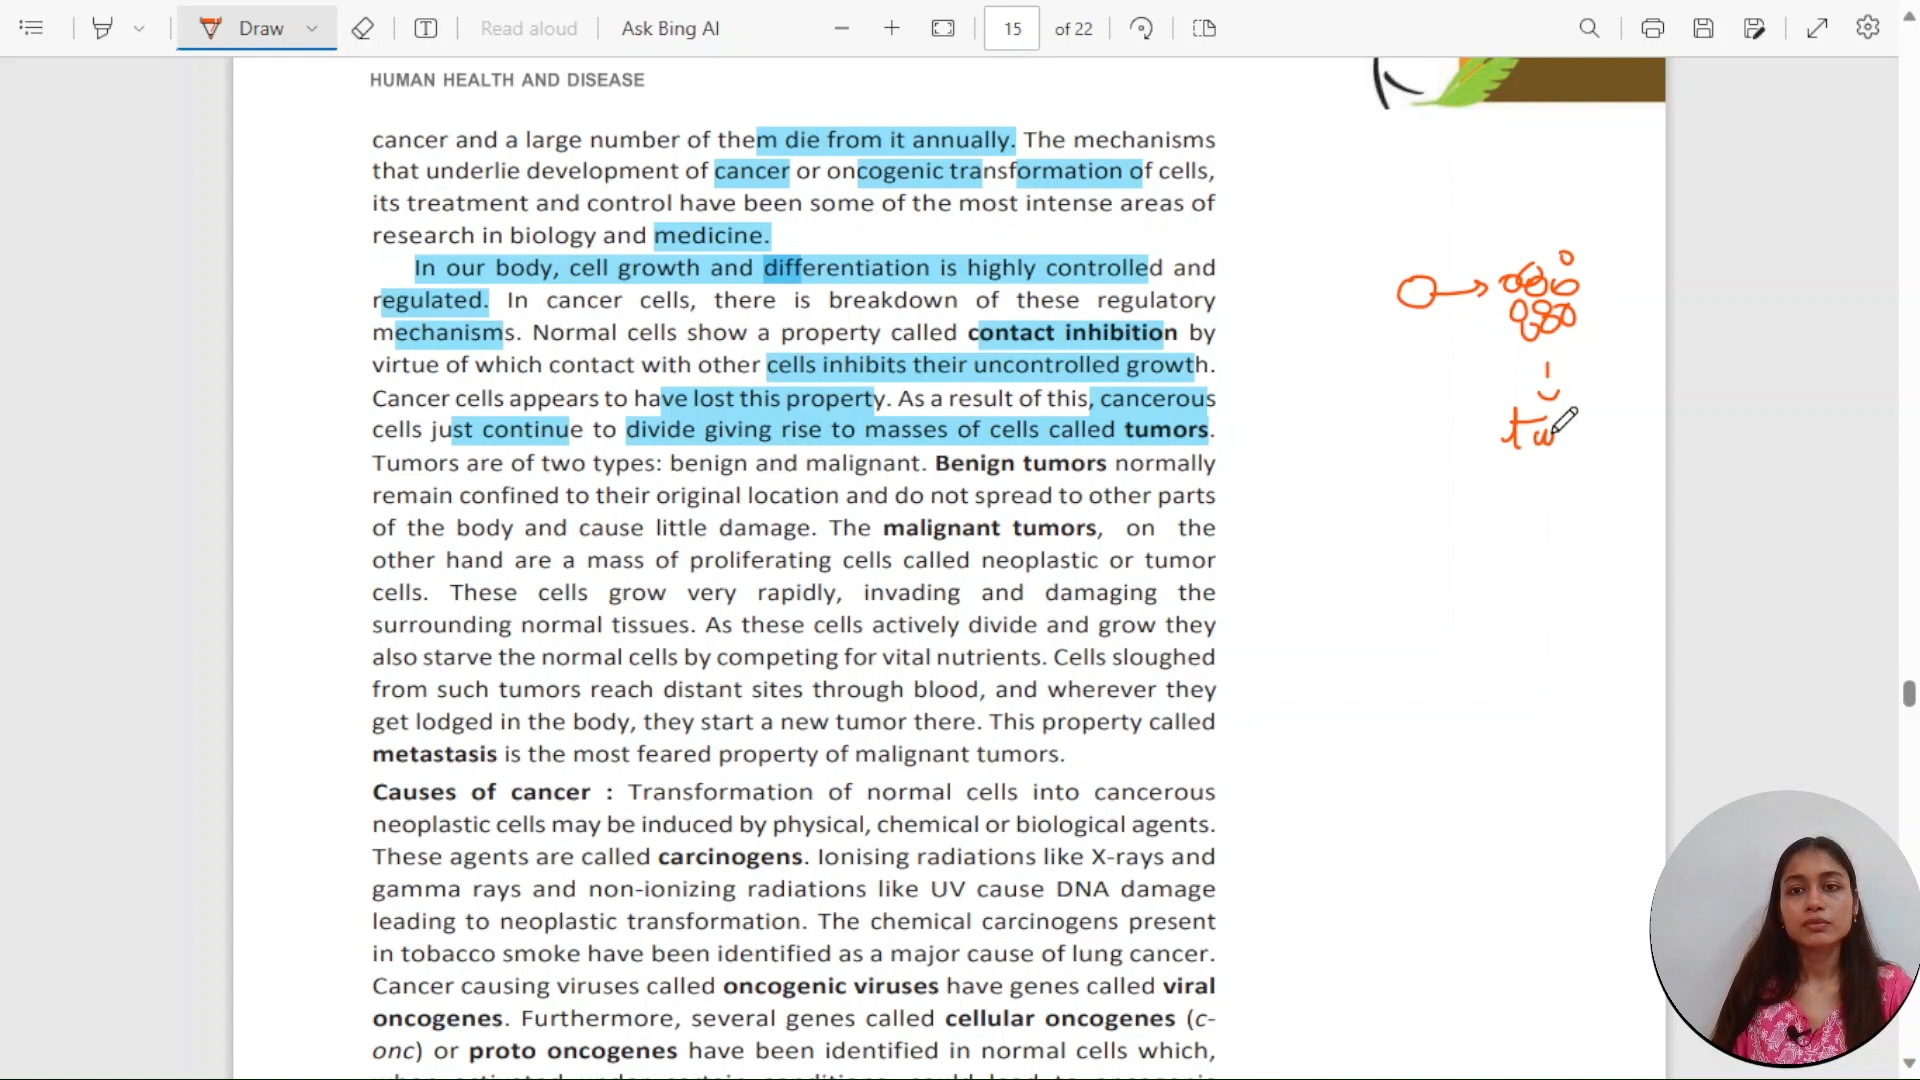 Draw
Read aloud
Ask Bing AI
15 of 22
HUMAN HEALTH AND DISEASE
cancer and a large number of them die from it annually. The mechanisms
that underlie development of cancer or oncogenic transformation of cells,
its treatment and control have been some of the most intense areas of
research in biology and medicine.
In our body, cell growth and differentiation is highly controlled and
regulated. In cancer cells, there is breakdown of these regulatory
mechanisms. Normal cells show a property called contact inhibition by
virtue of which contact with other cells inhibits their uncontrolled growth.
Cancer cells appears to have lost this property. As a result of this, cancerous
cells just continue to divide giving rise to masses of cells called tumors.
Tumors are of two types: benign and malignant. Benign tumors normally
remain confined to their original location and do not spread to other parts
of the body and cause little damage. The malignant tumors, on the
other hand are a mass of proliferating cells called neoplastic or tumor
cells. These cells grow very rapidly, invading and damaging the
surrounding normal tissues. As these cells actively divide and grow they
also starve the normal cells by competing for vital nutrients. Cells sloughed
from such tumors reach distant sites through blood, and wherever they
get lodged in the body, they start a new tumor there. This property called
metastasis is the most feared property of malignant tumors.
Causes of cancer : Transformation of normal cells into cancerous
neoplastic cells may be induced by physical, chemical or biological agents.
These agents are called carcinogens. Ionising radiations like X-rays and
gamma rays and non-ionizing radiations like UV cause DNA damage
leading to neoplastic transformation. The chemical carcinogens present
in tobacco smoke have been identified as a major cause of lung cancer.
Cancer causing viruses called oncogenic viruses have genes called viral
oncogenes. Furthermore, several genes called cellular oncogenes (c-
onc) or proto oncogenes have been identified in normal cells which,